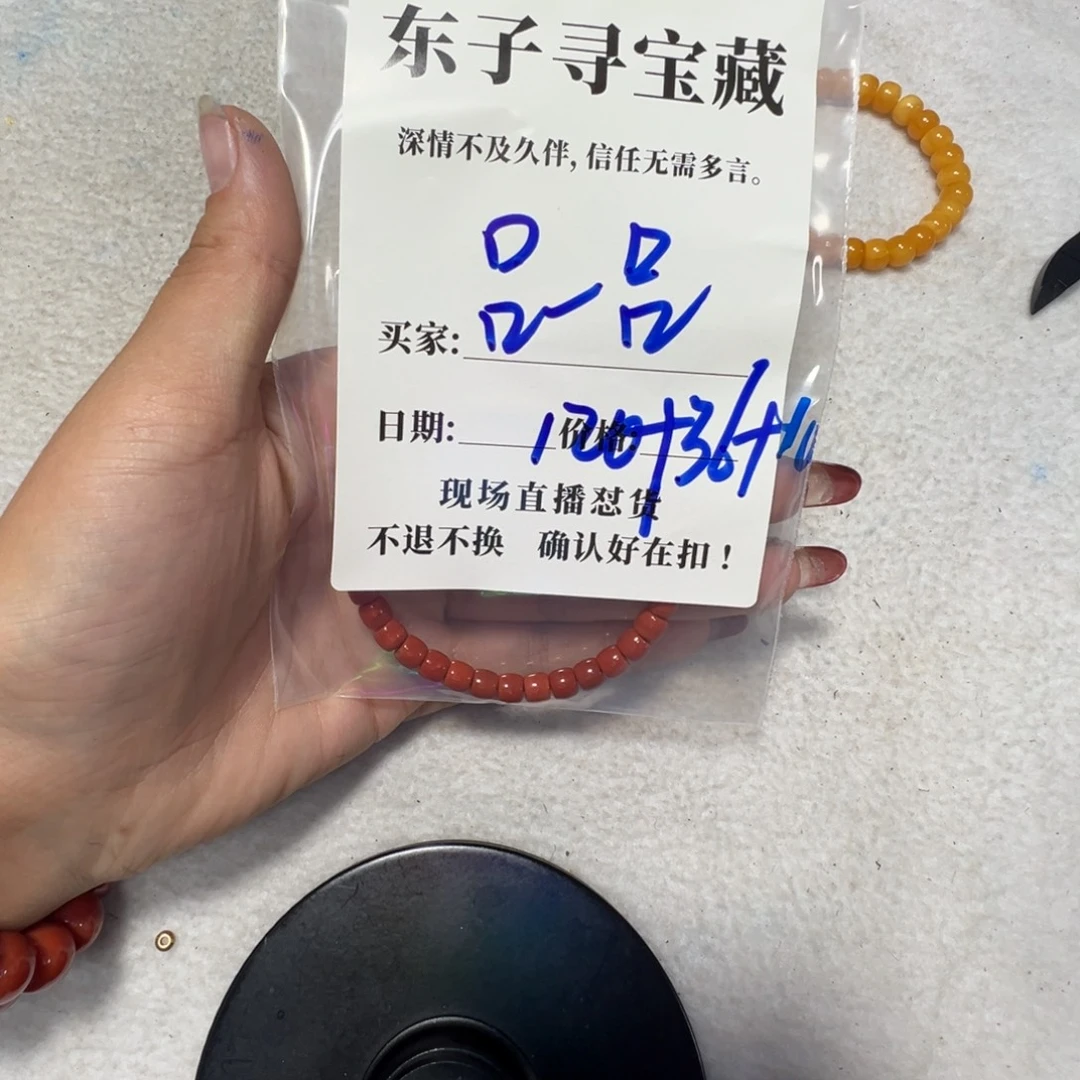 东子寻宝藏
深情不及久伴,信任无需多言。
买家:品品
日期: 价格:
现场直播怼货
不退不换 确认好在扣!